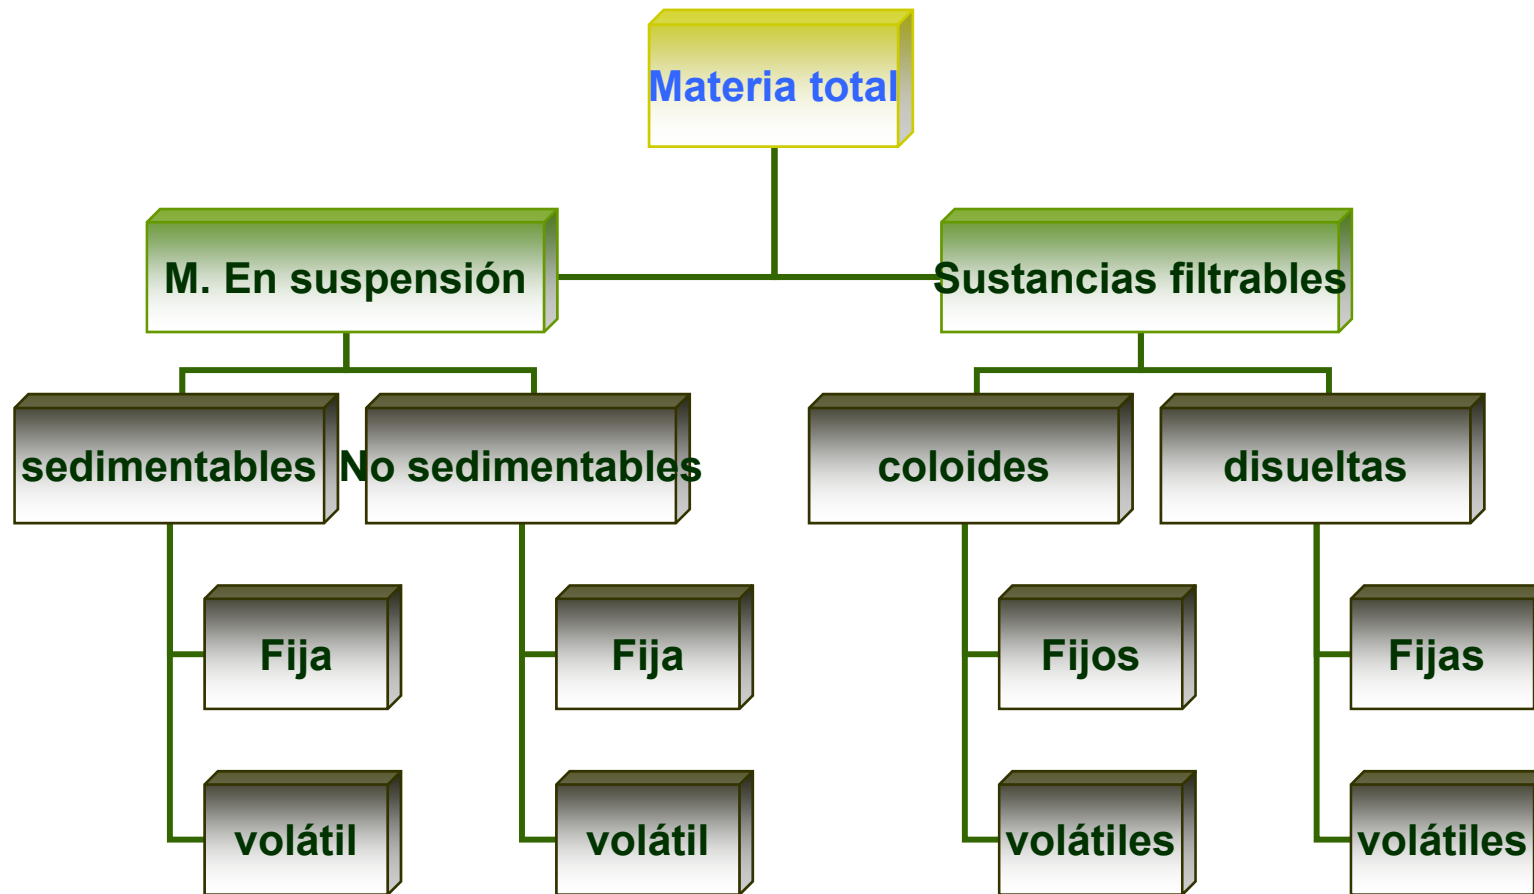 Materia total
M. En suspensión
Sustancias filtrables
sedimentables
No sedimentables
coloides
disueltas
Fija
Fija
Fijos
Fijas
volátil
volátil
volátiles
volátiles